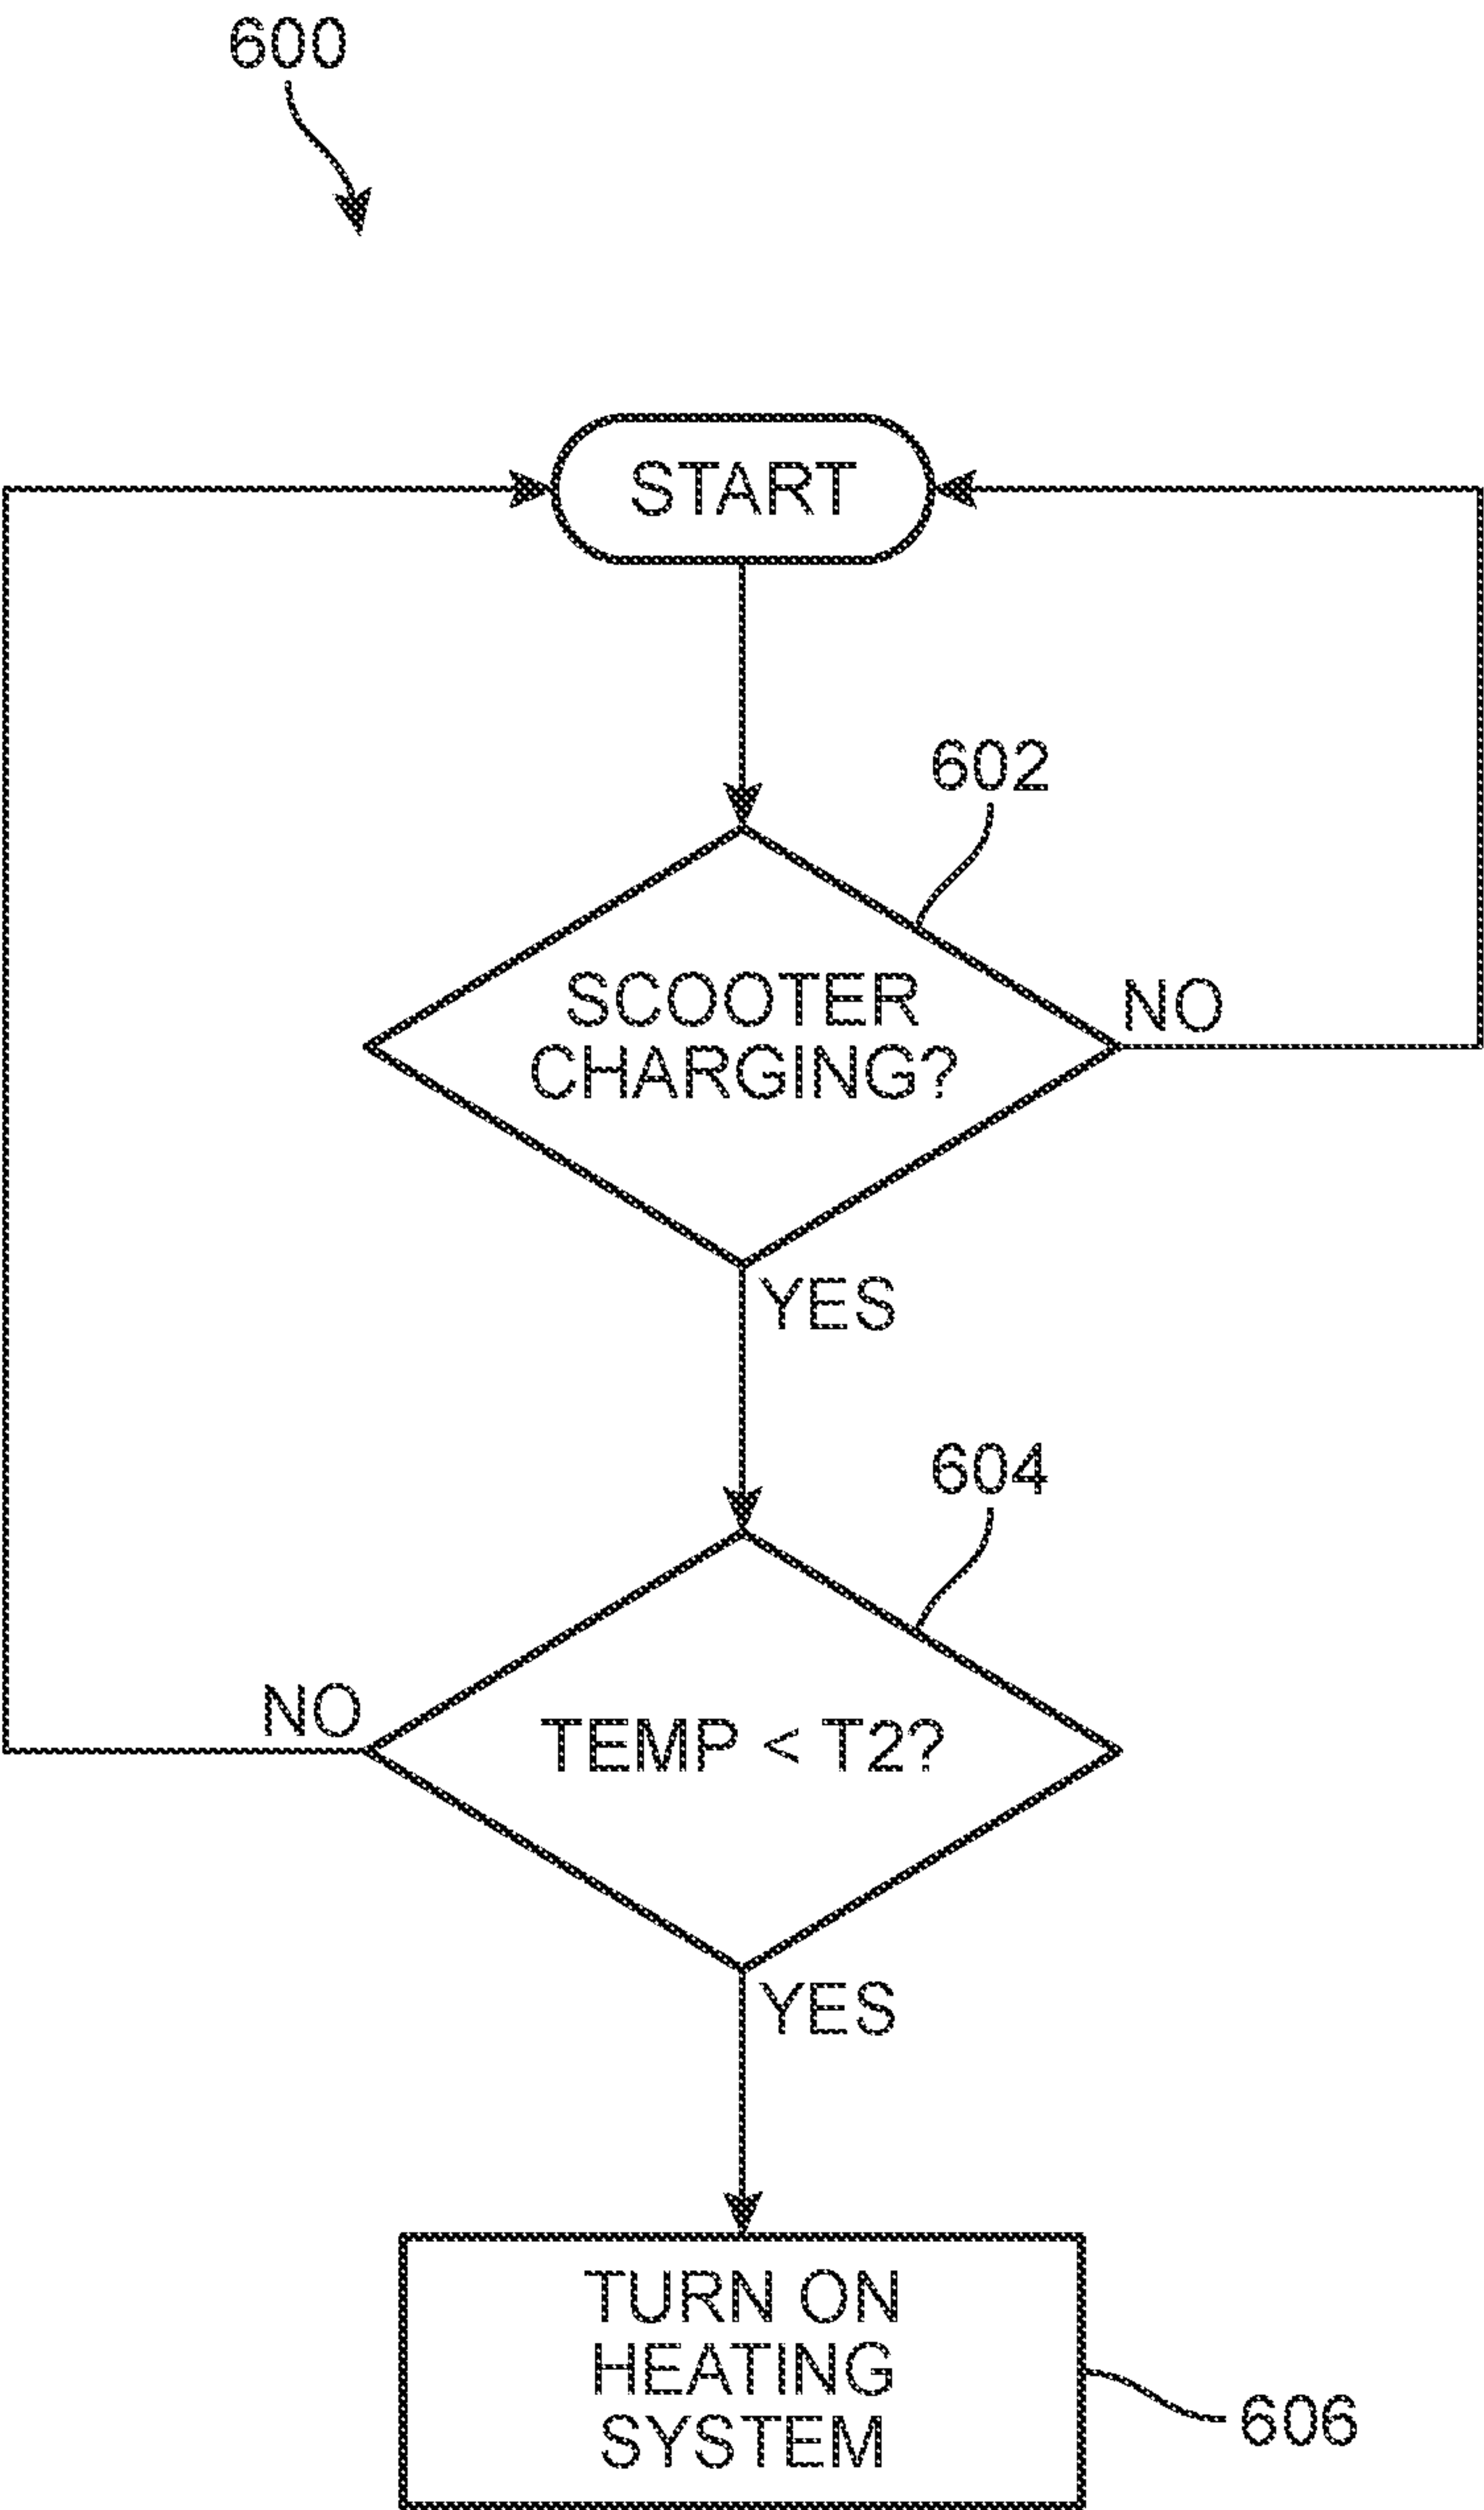 600
START
602
SCOOTER
CHARGING?
NO
YES
604
NO
TEMP < T2?
YES
TURN ON
HEATING
SYSTEM
606